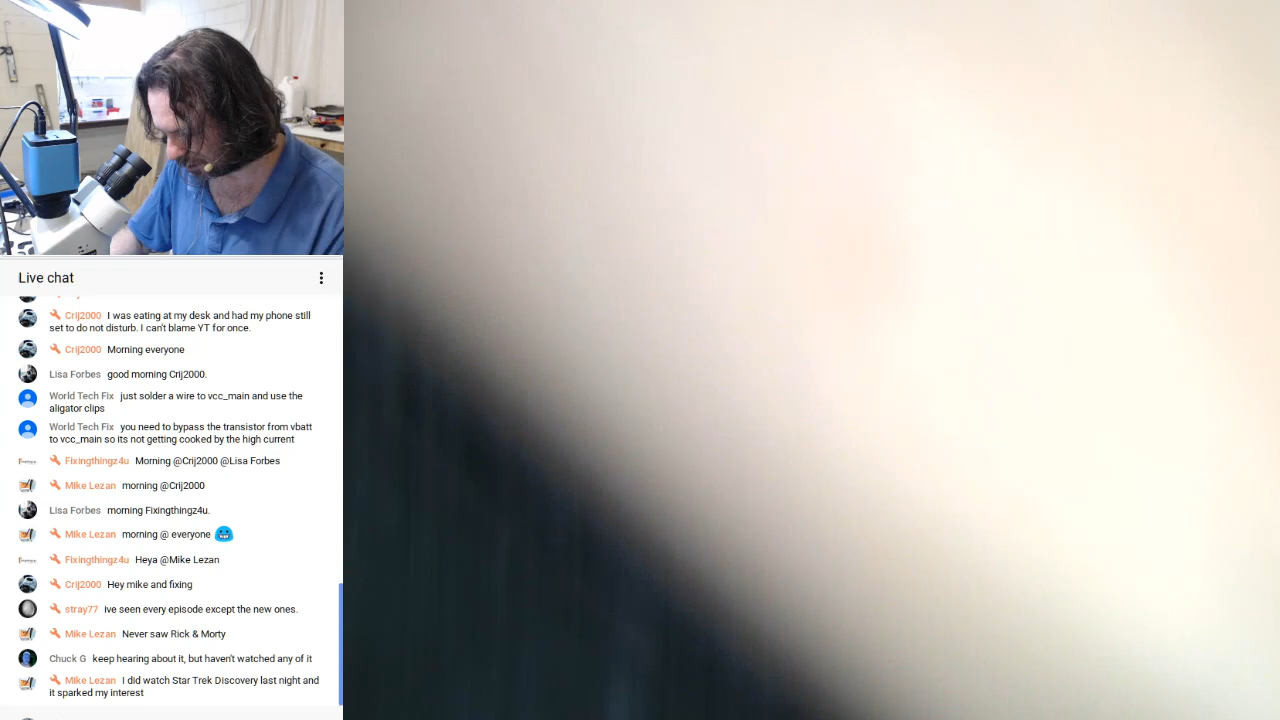 Live chat
Crij2000 I was eating at my desk and had my phone still
set to do not disturb. I can't blame YT for once.
Crij2000 Morning everyone
Lisa Forbes good morning Crij2000.
World Tech Fix just solder a wire to vcc_main and use the
aligator clips
World Tech Fix you need to bypass the transistor from vbatt
to vcc_main so its not getting cooked by the high current
Fixingthingz4u Morning @Crij2000 @Lisa Forbes
Mike Lezan morning @Crij2000
Lisa Forbes morning Fixingthingz4u.
Mike Lezan morning @ everyone
Fixingthingz4u Heya @Mike Lezan
Crij2000 Hey mike and fixing
stray77 ive seen every episode except the new ones.
Mike Lezan Never saw Rick & Morty
Chuck G keep hearing about it, but haven't watched any of it
Mike Lezan I did watch Star Trek Discovery last night and
it sparked my interest